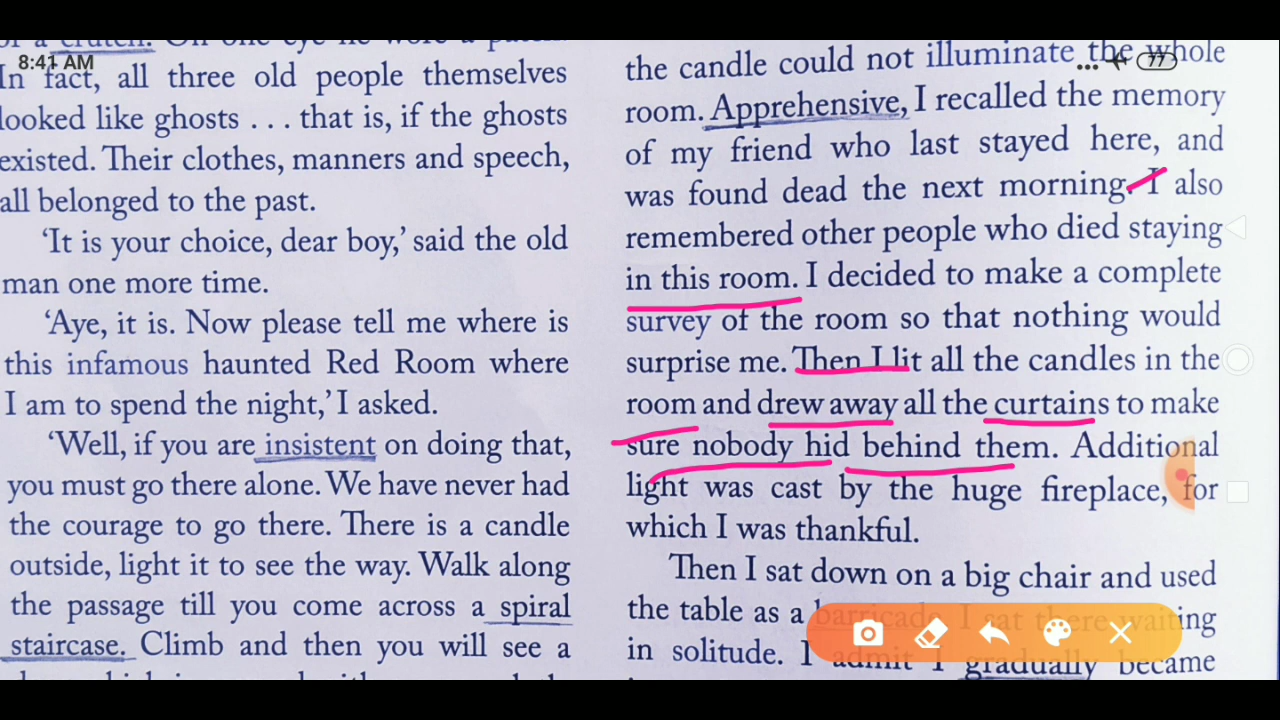 of a crutch. On one eye he wore a patch.
8:41 AM
In fact, all three old people themselves
looked like ghosts . . . that is, if the ghosts
existed. Their clothes, manners and speech,
all belonged to the past.
‘It is your choice, dear boy,’ said the old
man one more time.
‘Aye, it is. Now please tell me where is
this infamous haunted Red Room where
I am to spend the night,’ I asked.
‘Well, if you are insistent on doing that,
you must go there alone. We have never had
the courage to go there. There is a candle
outside, light it to see the way. Walk along
the passage till you come across a spiral
staircase. Climb and then you will see a
77
the candle could not illuminate the whole
room. Apprehensive, I recalled the memory
of my friend who last stayed here, and
was found dead the next morning. I also
remembered other people who died staying
in this room. I decided to make a complete
survey of the room so that nothing would
surprise me. Then I lit all the candles in the
room and drew away all the curtains to make
sure nobody hid behind them. Additional
light was cast by the huge fireplace, for
which I was thankful.
Then I sat down on a big chair and used
the table as a barricade. I sat there waiting
in solitude. I admit I gradually became